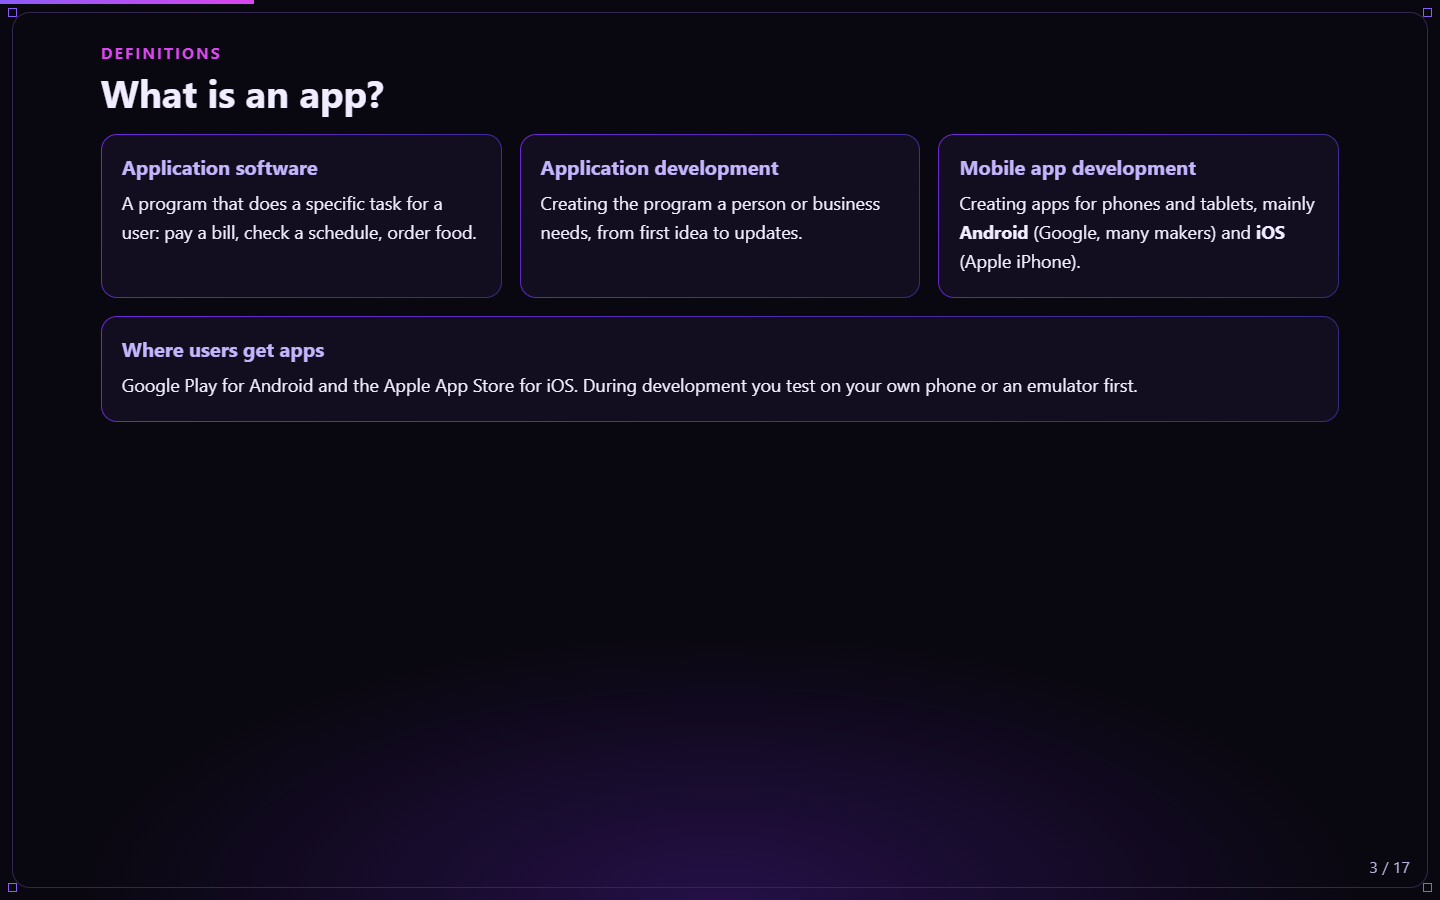 DEFINITIONS
What is an app?
Application software
A program that does a specific task for a
user: pay a bill, check a schedule, order food.
Application development
Creating the program a person or business
needs, from first idea to updates.
Mobile app development
Creating apps for phones and tablets, mainly
Android (Google, many makers) and iOS
(Apple iPhone).
Where users get apps
Google Play for Android and the Apple App Store for iOS. During development you test on your own phone or an emulator first.
3 / 17